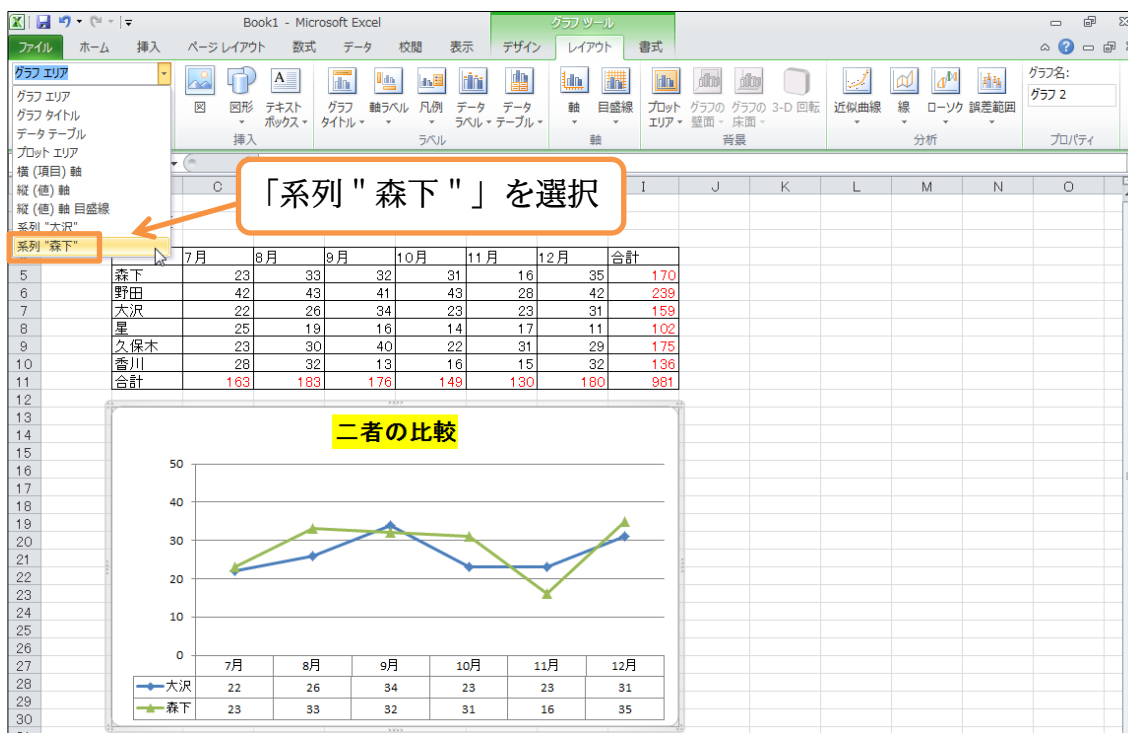 Book1 - Microsoft Excel グラフ ツール
ファイル ホーム 挿入 ページ レイアウト 数式 データ 校閲 表示 デザイン レイアウト 書式
グラフ エリア
グラフ エリア
グラフ タイトル
データ テーブル
プロット エリア
横 (項目) 軸
縦 (値) 軸
縦 (値) 軸 目盛線
系列 "大沢"
系列 "森下"
図 図形 テキスト ボックス グラフ タイトル 軸ラベル 凡例 データ ラベル データ テーブル 軸 目盛線 プロット エリア グラフの 壁面 グラフの 床面 3-D 回転 近似曲線 線 ローソク 誤差範囲
グラフ名:
グラフ 2
挿入 ラベル 軸 背景 分析 プロパティ
「系列 " 森下 " 」を選択
C I J K L M N O
7月 8月 9月 10月 11月 12月 合計
5 森下 23 33 32 31 16 35 170
6 野田 42 43 41 43 28 42 239
7 大沢 22 26 34 23 23 31 159
8 星 25 19 16 14 17 11 102
9 久保木 23 30 40 22 31 29 175
10 香川 28 32 13 16 15 32 136
11 合計 163 183 176 149 130 180 981
12
13
14
15
16
17
18
19
20
21
22
23
24
25
26
27
28
29
30
二者の比較
50
40
30
20
10
0
7月 8月 9月 10月 11月 12月
大沢 22 26 34 23 23 31
森下 23 33 32 31 16 35